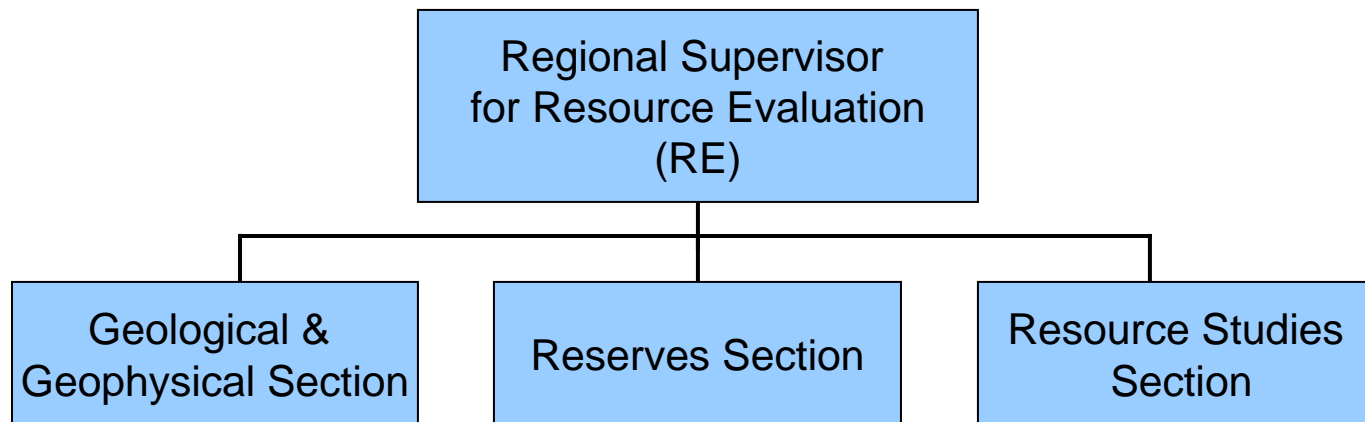 Regional Supervisor
for Resource Evaluation
(RE)
Geological &
Geophysical Section
Reserves Section
Resource Studies
Section